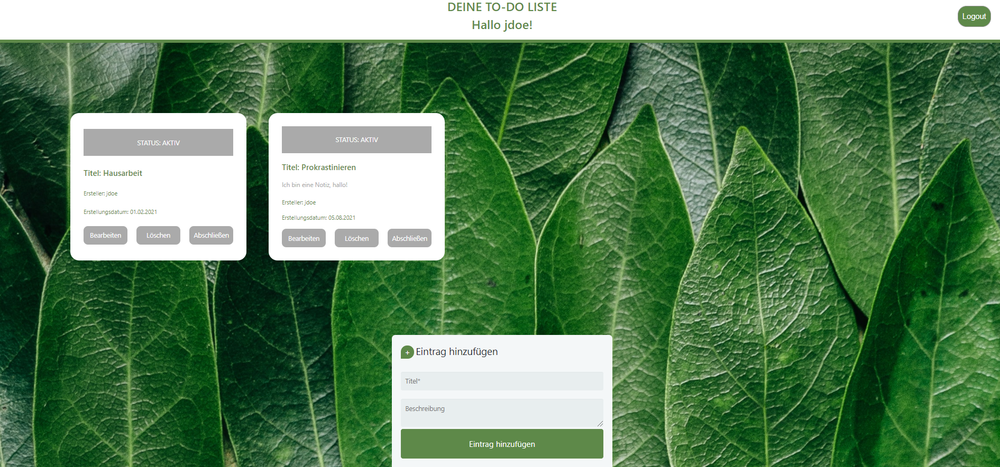 DEINE TO-DO LISTE
Hallo jdoe!
Logout
STATUS: AKTIV
Titel: Hausarbeit
Ersteller: jdoe
Erstellungsdatum: 01.02.2021
Bearbeiten
Löschen
Abschließen
STATUS: AKTIV
Titel: Prokrastinieren
Ich bin eine Notiz, hallo!
Ersteller: jdoe
Erstellungsdatum: 05.08.2021
Bearbeiten
Löschen
Abschließen
+ Eintrag hinzufügen
Titel*
Beschreibung
Eintrag hinzufügen